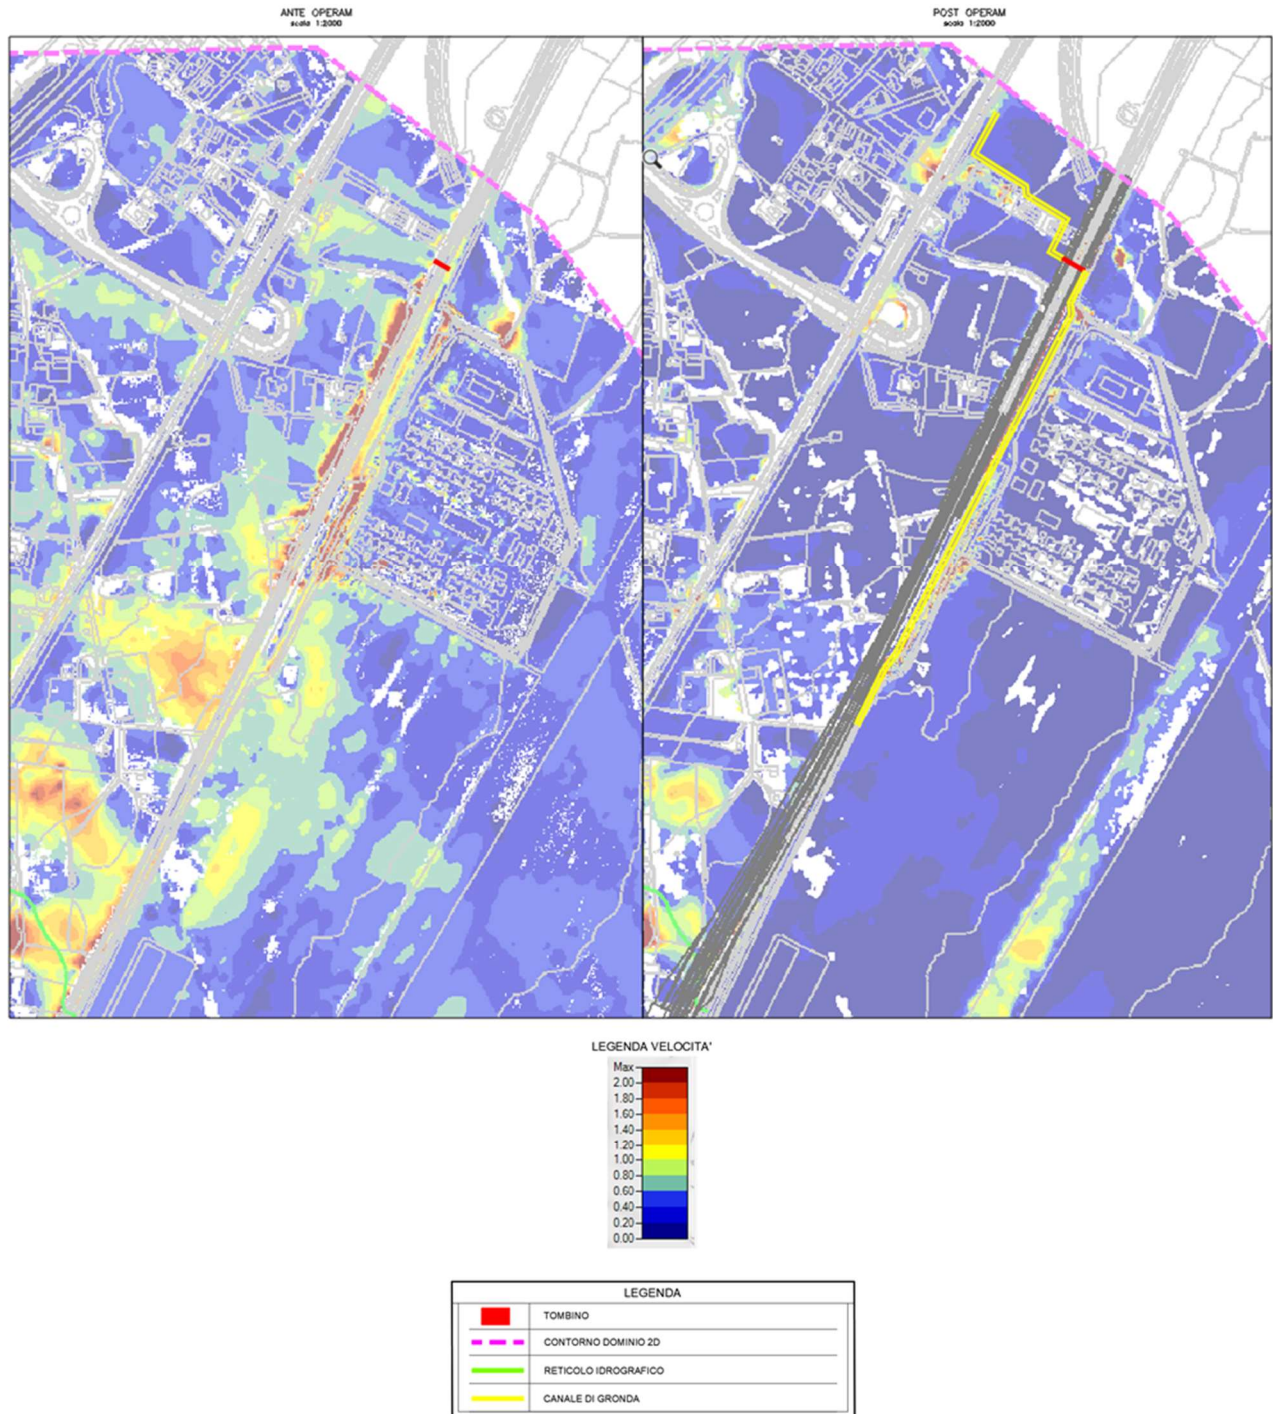 ANTE OPERAM
scala 1:2000
POST OPERAM
scala 1:2000
LEGENDA VELOCITA'
Max
2.00
1.80
1.60
1.40
1.20
1.00
0.80
0.60
0.40
0.20
0.00
LEGENDA
TOMBINO
CONTORNO DOMINIO 2D
RETICOLO IDROGRAFICO
CANALE DI GRONDA